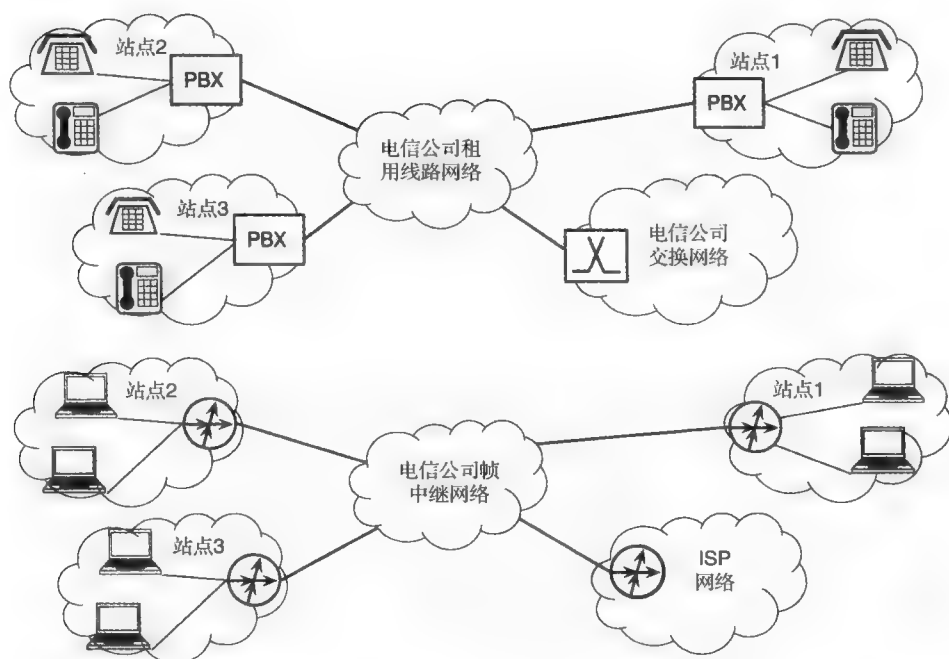 站点2
PBX
站点1
PBX
电信公司租
用线路网络
站点3
PBX
电信公司
交换网络
站点2
站点1
电信公司帧
中继网络
站点3
ISP
网络